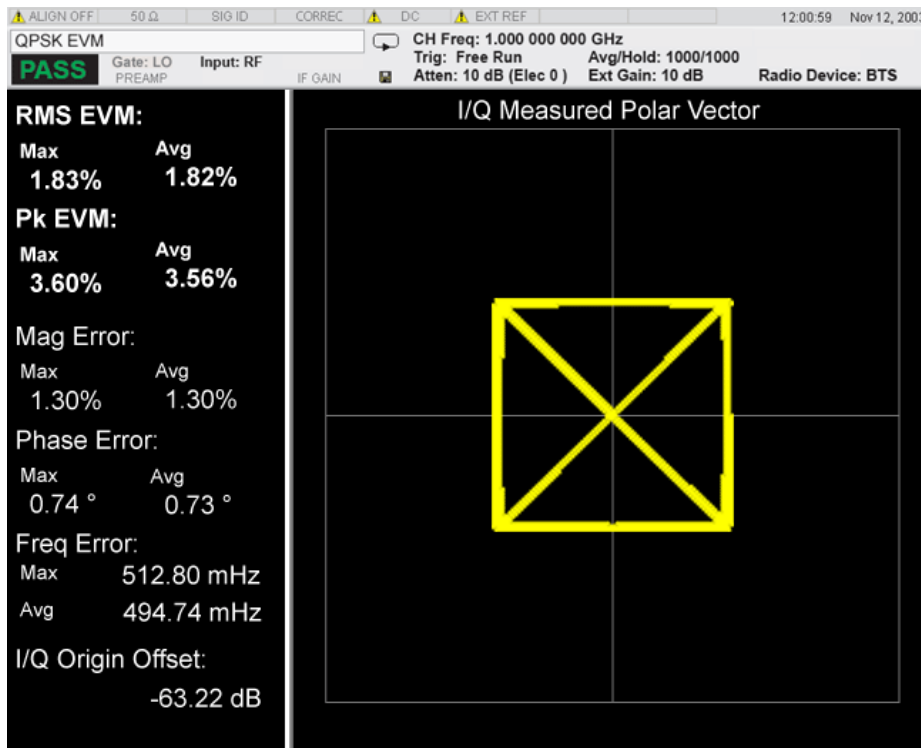 ALIGN OFF 50 Ω SIG ID CORREC DC EXT REF 12:00:59 Nov 12, 200
QPSK EVM
CH Freq: 1.000 000 000 GHz
PASS Gate: LO Input: RF Trig: Free Run Avg/Hold: 1000/1000
PREAMP IF GAIN Atten: 10 dB (Elec 0 ) Ext Gain: 10 dB Radio Device: BTS
RMS EVM:
Max Avg
1.83% 1.82%
Pk EVM:
Max Avg
3.60% 3.56%
Mag Error:
Max Avg
1.30% 1.30%
Phase Error:
Max Avg
0.74 ° 0.73 °
Freq Error:
Max 512.80 mHz
Avg 494.74 mHz
I/Q Origin Offset:
-63.22 dB
I/Q Measured Polar Vector